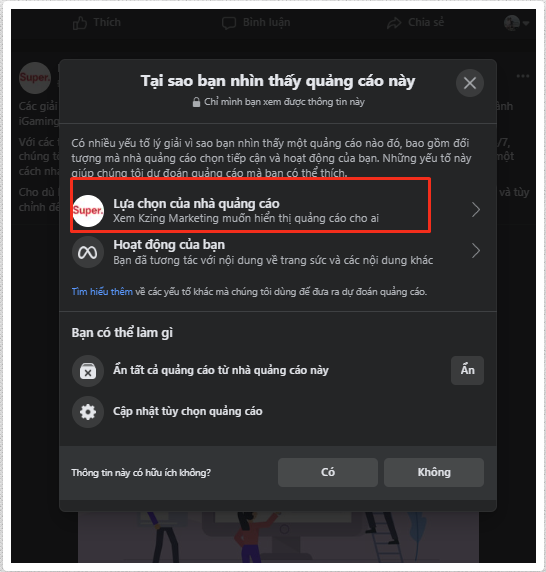 Thích Bình luận Chia sẻ
Tại sao bạn nhìn thấy quảng cáo này
Chỉ mình bạn xem được thông tin này
Super.
Các giải
ảnh
iGaming
Có nhiều yếu tố lý giải vì sao bạn nhìn thấy một quảng cáo nào đó, bao gồm đối
Với các
/7,
tượng mà nhà quảng cáo chọn tiếp cận và hoạt động của bạn. Những yếu tố này
chúng tô
một
giúp chúng tôi dự đoán quảng cáo mà bạn có thể thích.
cách nh
Cho dù
và tùy
chỉnh để
Super.
Lựa chọn của nhà quảng cáo
Xem Kzing Marketing muốn hiển thị quảng cáo cho ai
Hoạt động của bạn
Bạn đã tương tác với nội dung về trang sức và các nội dung khác
Tìm hiểu thêm về các yếu tố khác mà chúng tôi dùng để đưa ra dự đoán quảng cáo.
Bạn có thể làm gì
Ẩn tất cả quảng cáo từ nhà quảng cáo này
Ẩn
Cập nhật tùy chọn quảng cáo
Thông tin này có hữu ích không?
Có
Không